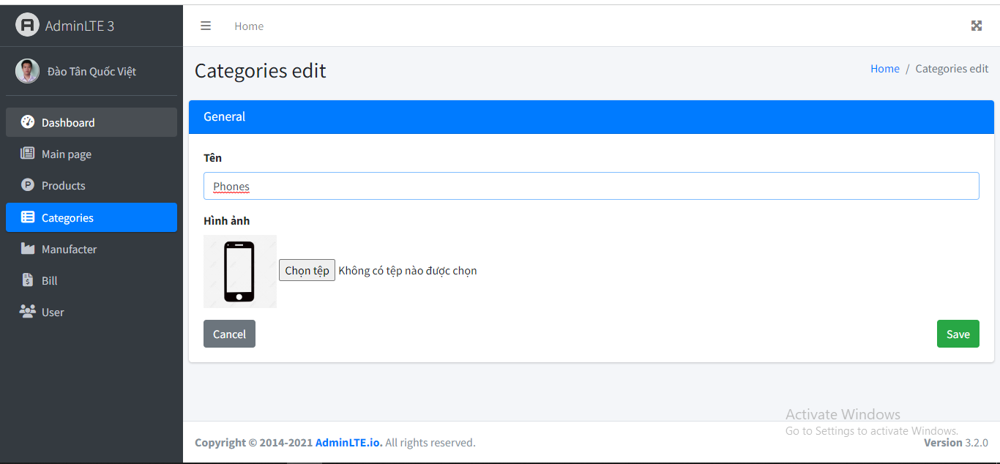 AdminLTE 3
Home
Đào Tân Quốc Việt
Categories edit
Home / Categories edit
Dashboard
Main page
Products
Categories
Manufacter
Bill
User
General
Tên
Phones
Hình ảnh
Chọn tệp Không có tệp nào được chọn
Cancel
Save
Activate Windows
Go to Settings to activate Windows.
Copyright © 2014-2021 AdminLTE.io. All rights reserved.
Version 3.2.0